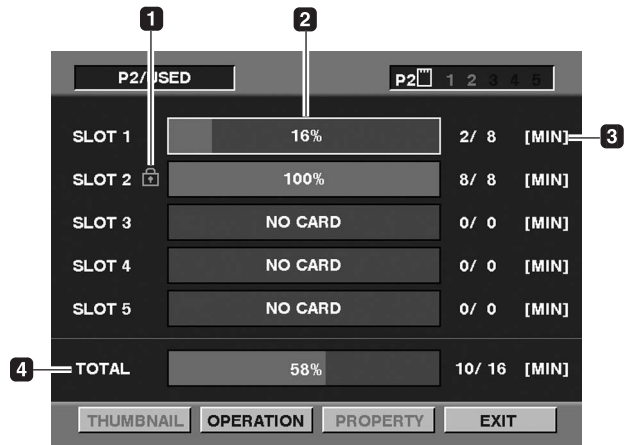 1 2
P2/USED P2 1 2 3 4 5
SLOT 1 16% 2/ 8 [MIN] 3
SLOT 2 100% 8/ 8 [MIN]
SLOT 3 NO CARD 0/ 0 [MIN]
SLOT 4 NO CARD 0/ 0 [MIN]
SLOT 5 NO CARD 0/ 0 [MIN]
4 TOTAL 58% 10/ 16 [MIN]
THUMBNAIL OPERATION PROPERTY EXIT